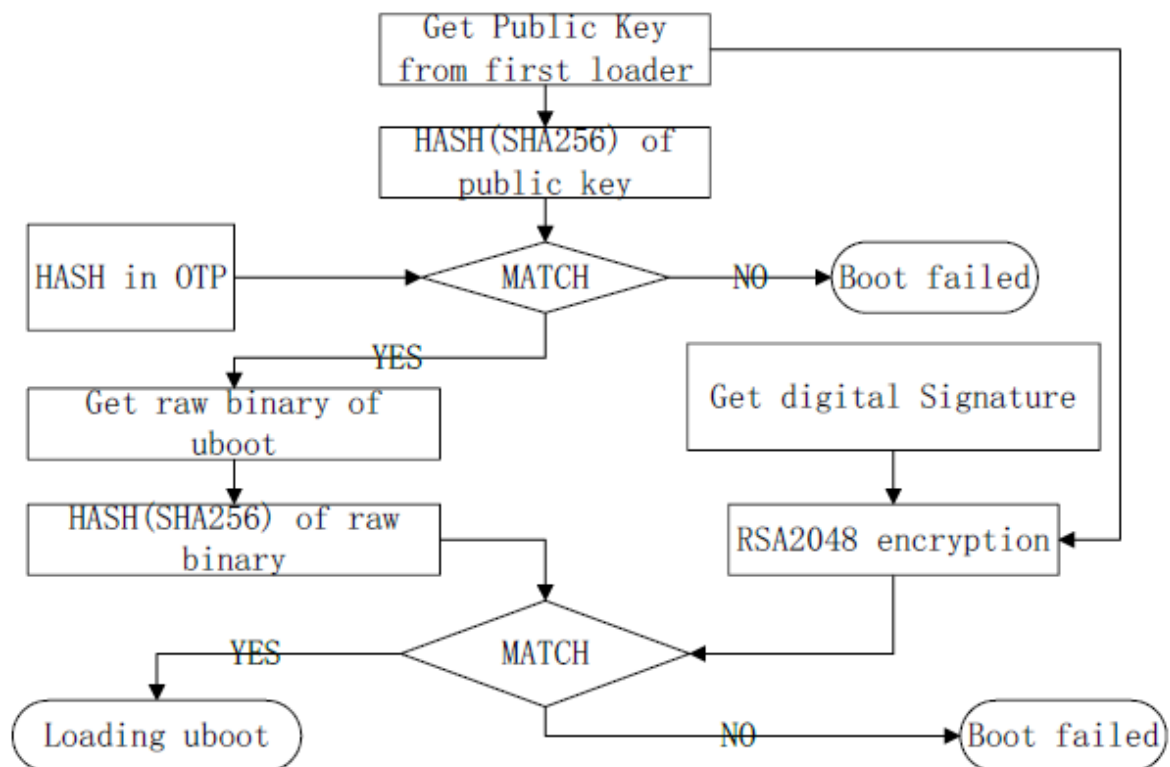 Get Public Key
from first loader
HASH(SHA256) of
public key
HASH in OTP
MATCH
NO
Boot failed
YES
Get raw binary of
uboot
Get digital Signature
HASH(SHA256) of raw
binary
RSA2048 encryption
YES
MATCH
Loading uboot
NO
Boot failed